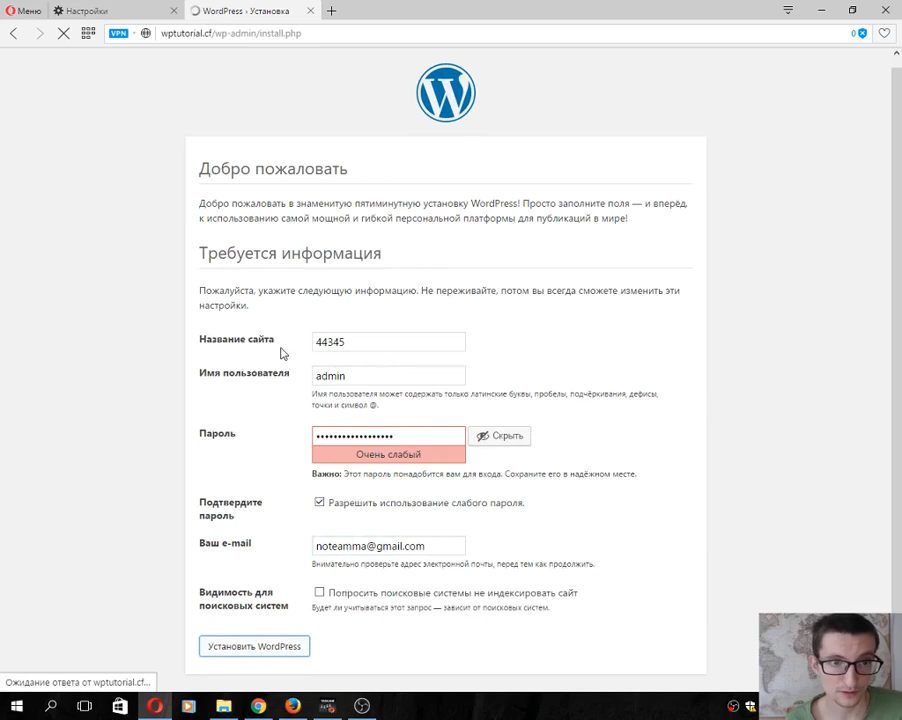 Меню
Настройки
WordPress › Установка
VPN
wptutorial.cf/wp-admin/install.php
0
Добро пожаловать
Добро пожаловать в знаменитую пятиминутную установку WordPress! Просто заполните поля — и вперёд,
к использованию самой мощной и гибкой персональной платформы для публикаций в мире!
Требуется информация
Пожалуйста, укажите следующую информацию. Не переживайте, потом вы всегда сможете изменить эти
настройки.
Название сайта
44345
Имя пользователя
admin
Имя пользователя может содержать только латинские буквы, пробелы, подчёркивания, дефисы,
точки и символ @.
Пароль
••••••••••••••••••
Скрыть
Очень слабый
Важно: Этот пароль понадобится вам для входа. Сохраните его в надёжном месте.
Подтвердите
пароль
Разрешить использование слабого пароля.
Ваш e-mail
noteamma@gmail.com
Внимательно проверьте адрес электронной почты, перед тем как продолжить.
Видимость для
поисковых систем
Попросить поисковые системы не индексировать сайт
Будет ли учитываться этот запрос — зависит от поисковых систем.
Установить WordPress
Ожидание ответа от wptutorial.cf...